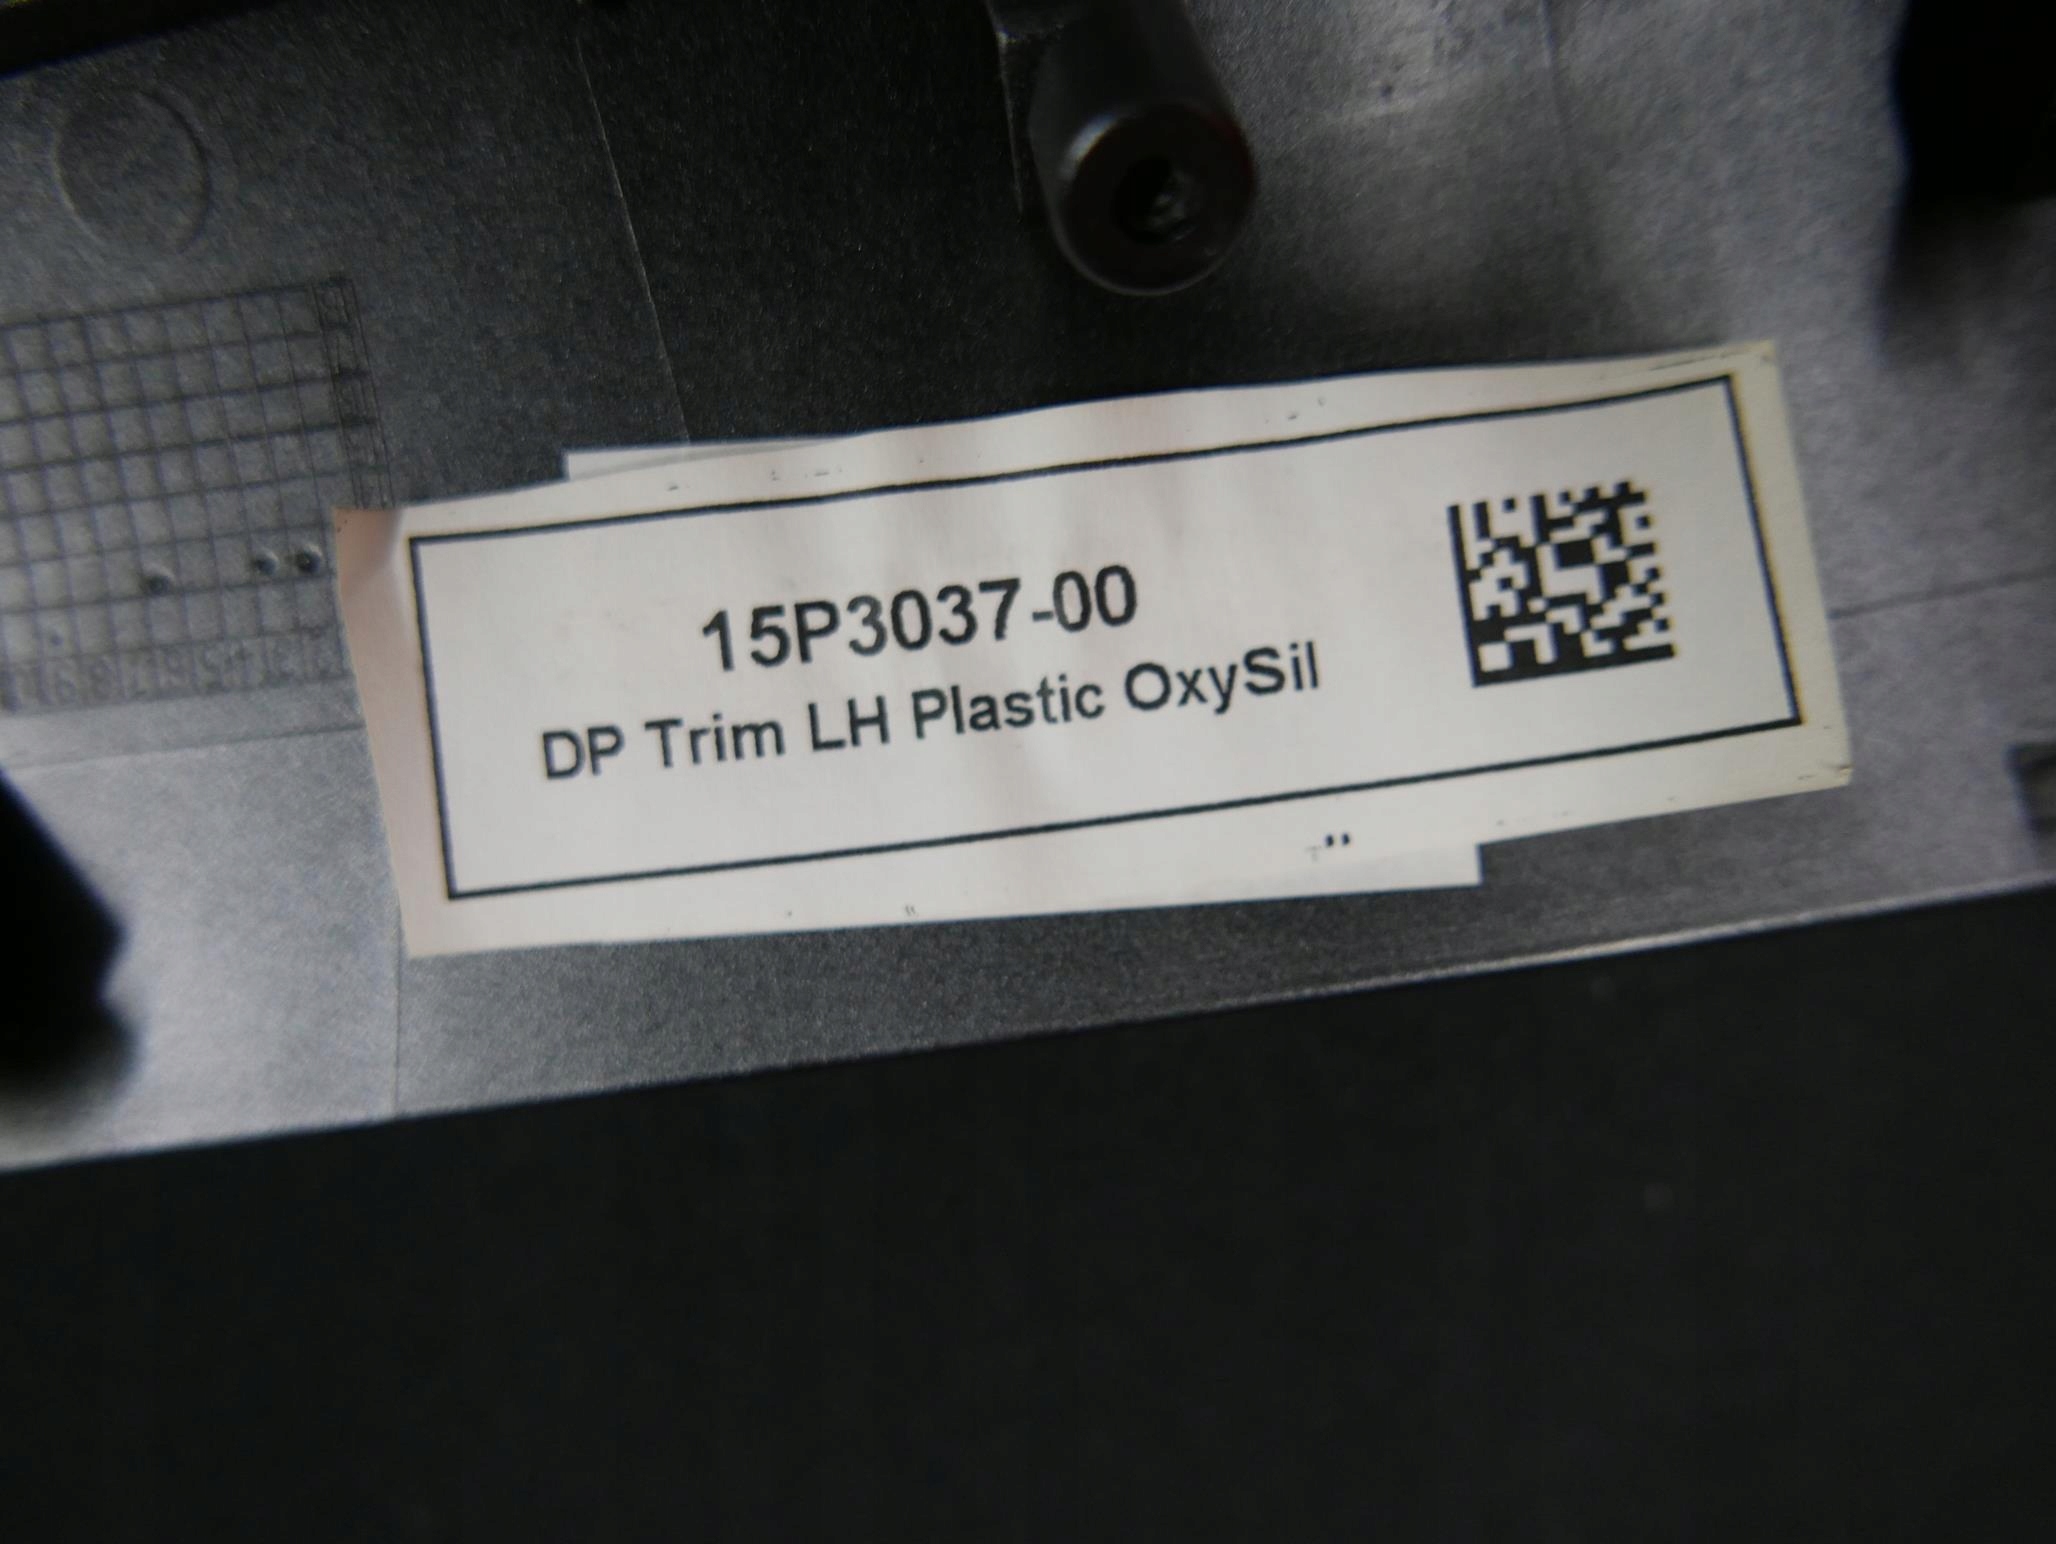 15P3037-00
DP Trim LH Plastic OxySil